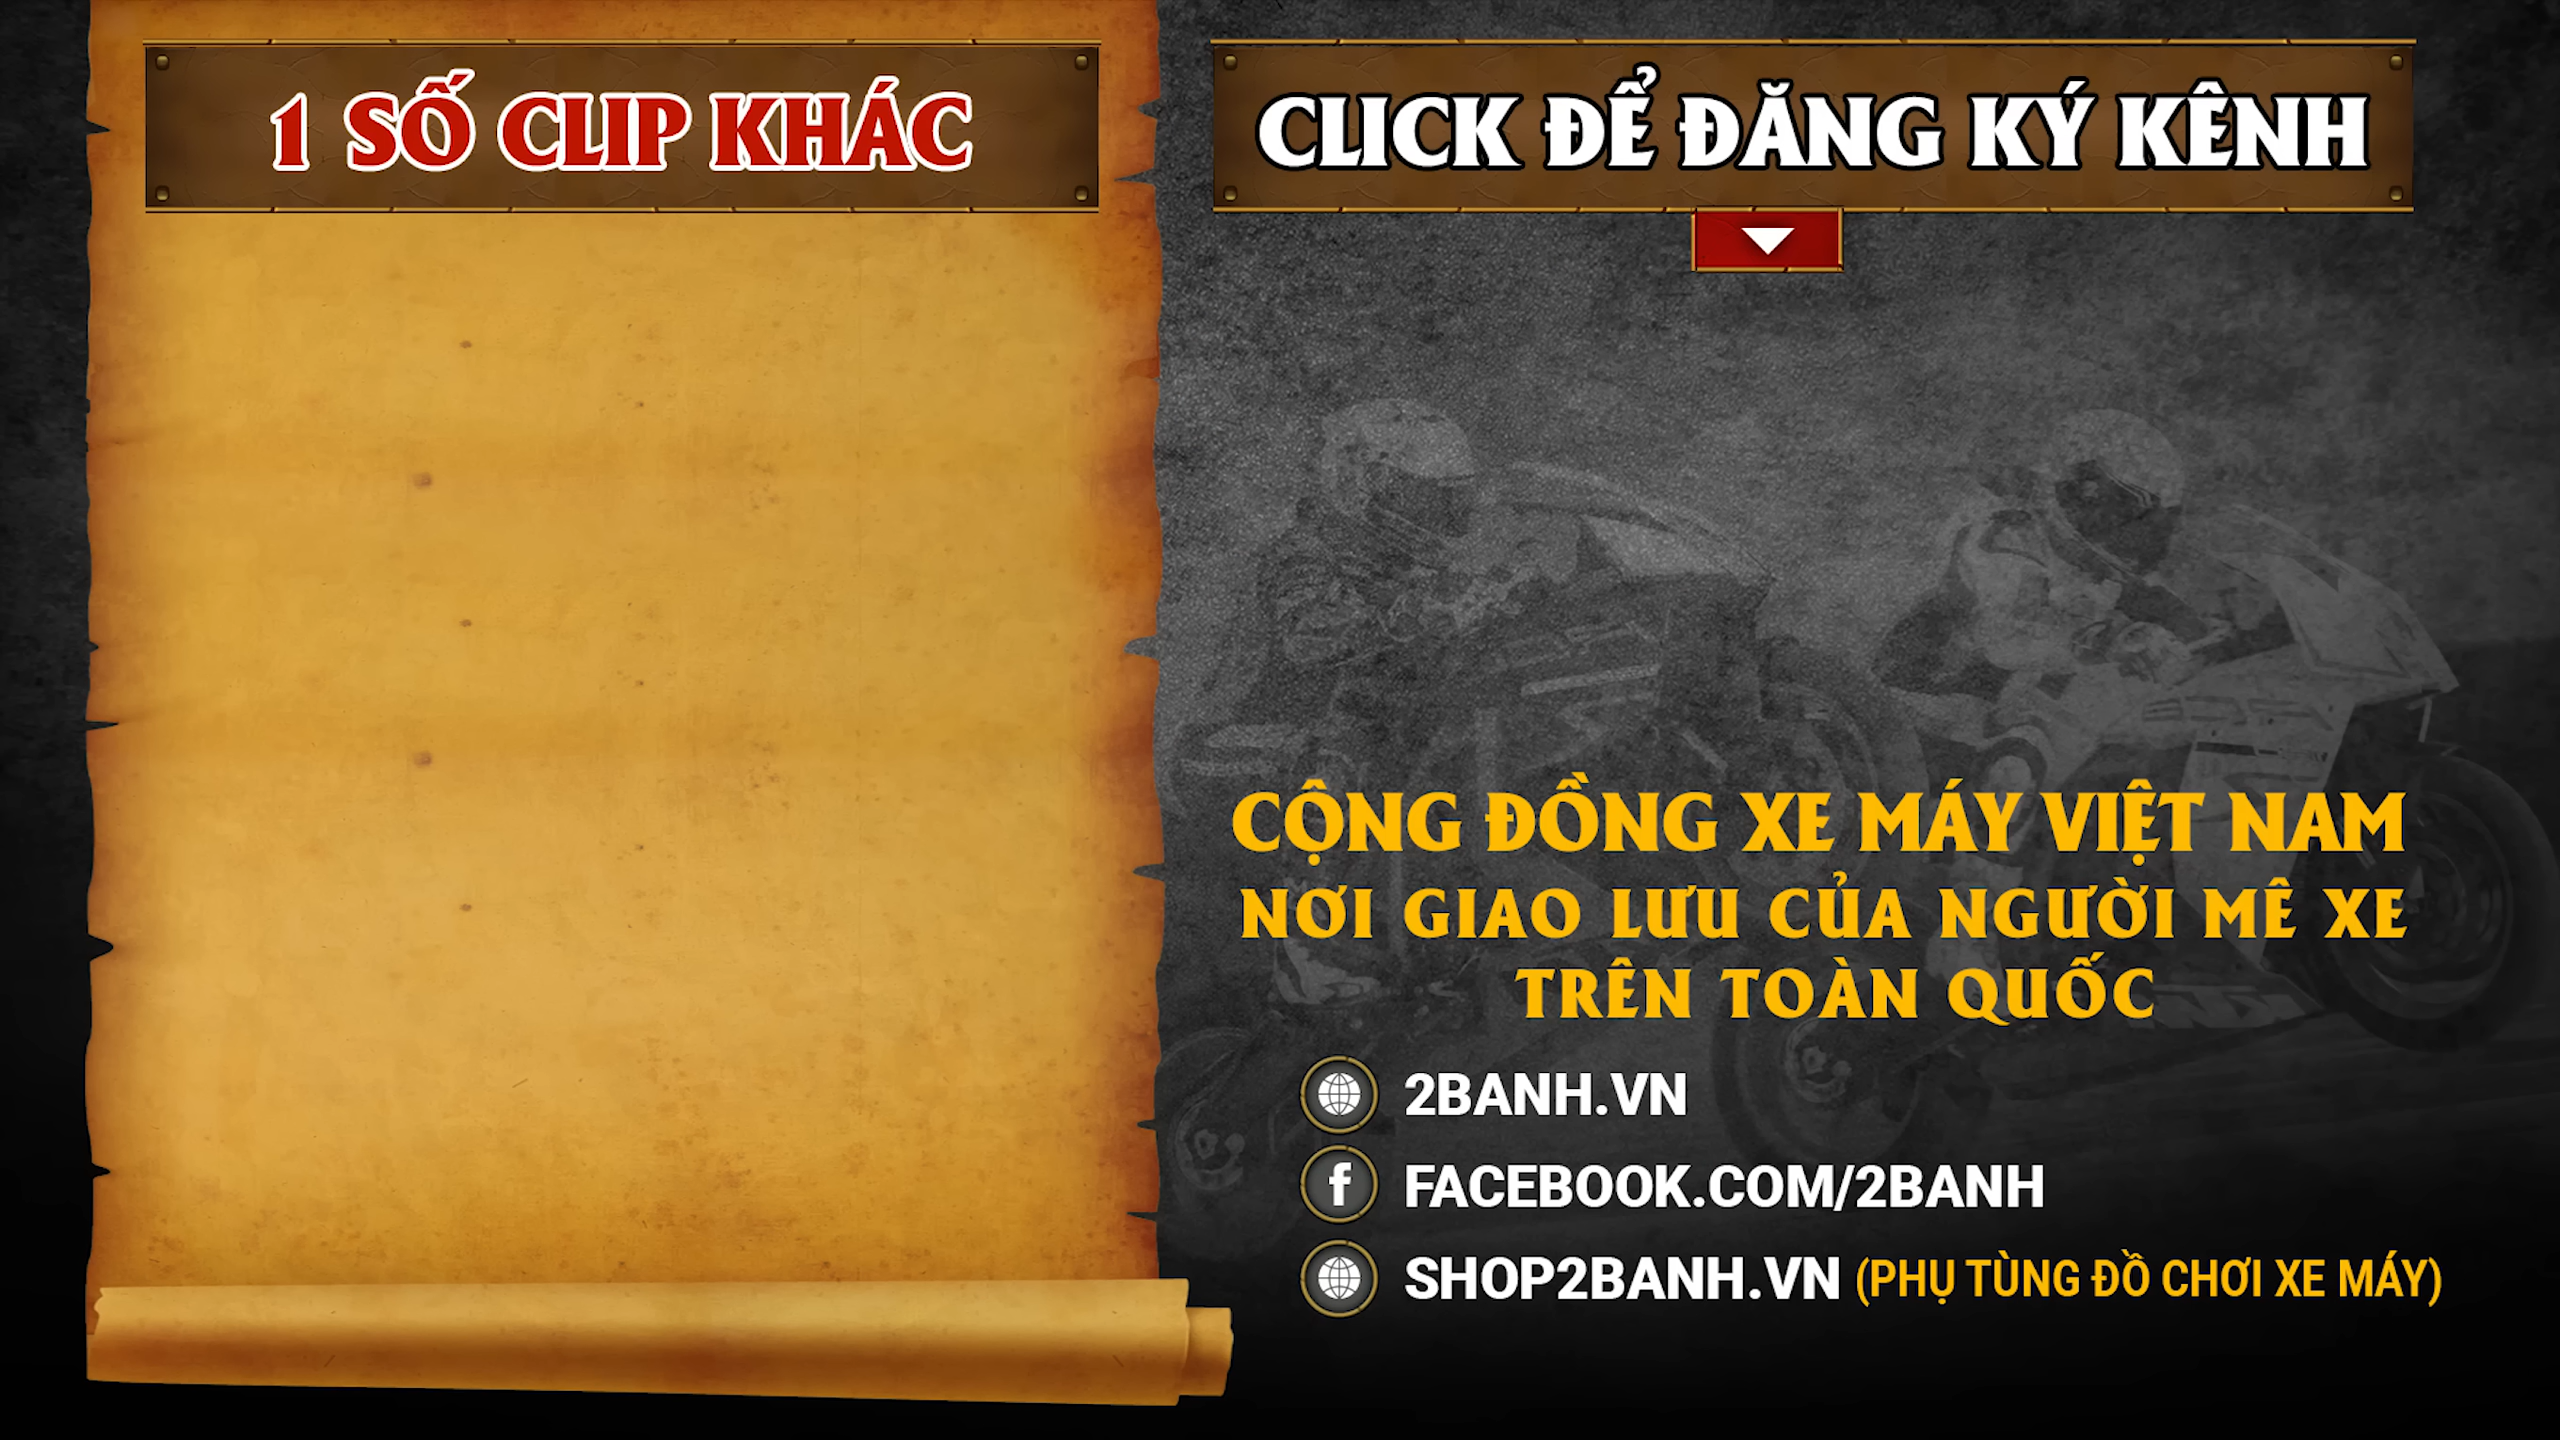 1 SỐ CLIP KHÁC
CLICK ĐỂ ĐĂNG KÝ KÊNH
CỘNG ĐỒNG XE MÁY VIỆT NAM
NƠI GIAO LƯU CỦA NGƯỜI MÊ XE
TRÊN TOÀN QUỐC
2BANH.VN
FACEBOOK.COM/2BANH
SHOP2BANH.VN (PHỤ TÙNG ĐỒ CHƠI XE MÁY)